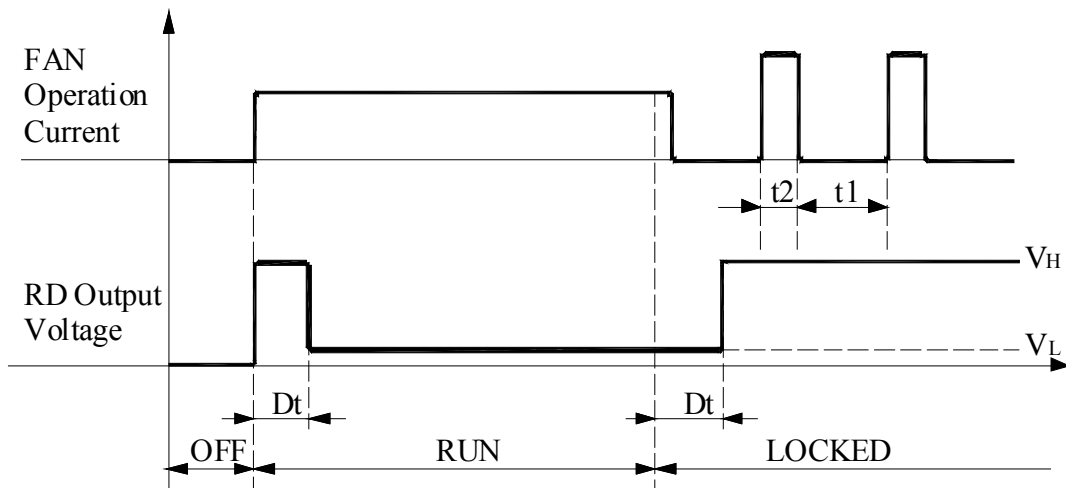 FAN
Operation
Current
t2
t1
VH
RD Output
Voltage
VL
Dt
Dt
OFF
RUN
LOCKED